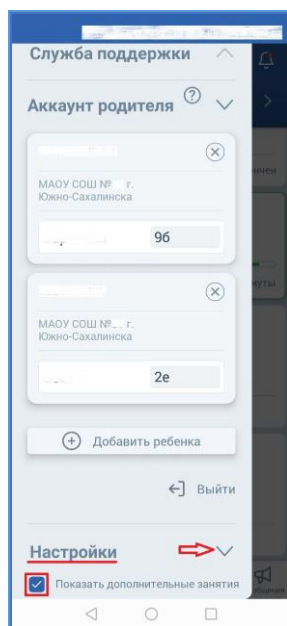 Служба поддержки
Аккаунт родителя ?
МАОУ СОШ № г.
Южно-Сахалинска
9б
МАОУ СОШ № г.
Южно-Сахалинска
2е
Добавить ребенка
Выйти
Настройки
Показать дополнительные занятия